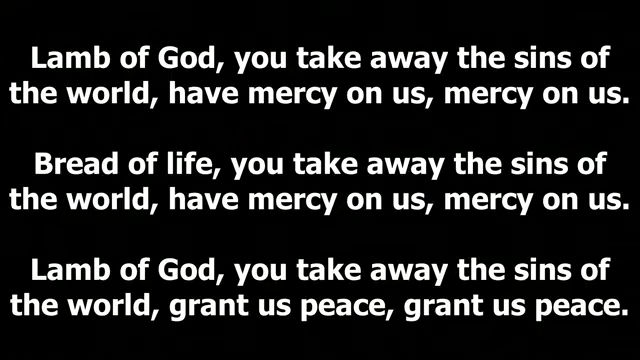 Lamb of God, you take away the sins of
the world, have mercy on us, mercy on us.
Bread of life, you take away the sins of
the world, have mercy on us, mercy on us.
Lamb of God, you take away the sins of
the world, grant us peace, grant us peace.